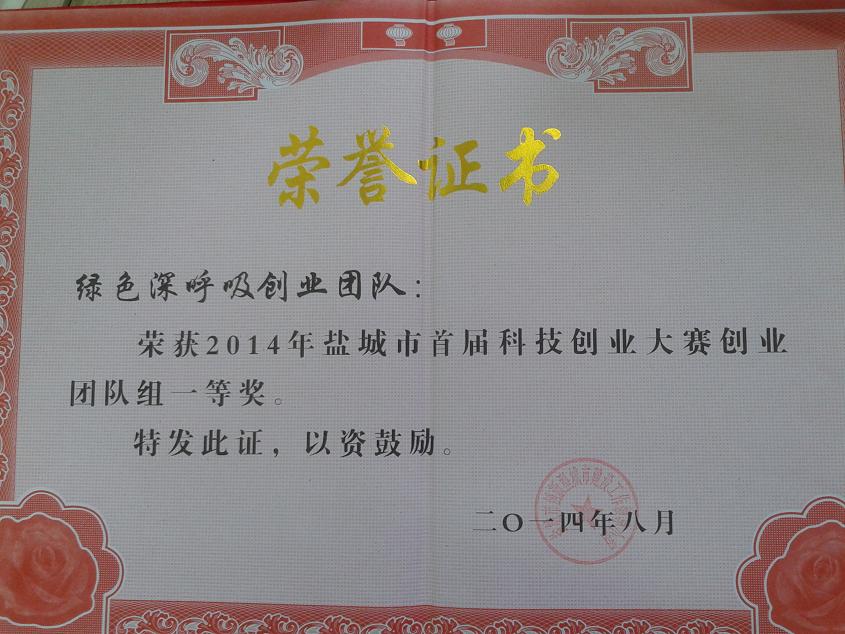 荣誉证书
绿色深呼吸创业团队：
荣获2014年盐城市首届科技创业大赛创业
团队组一等奖。
特发此证，以资鼓励。
二〇一四年八月